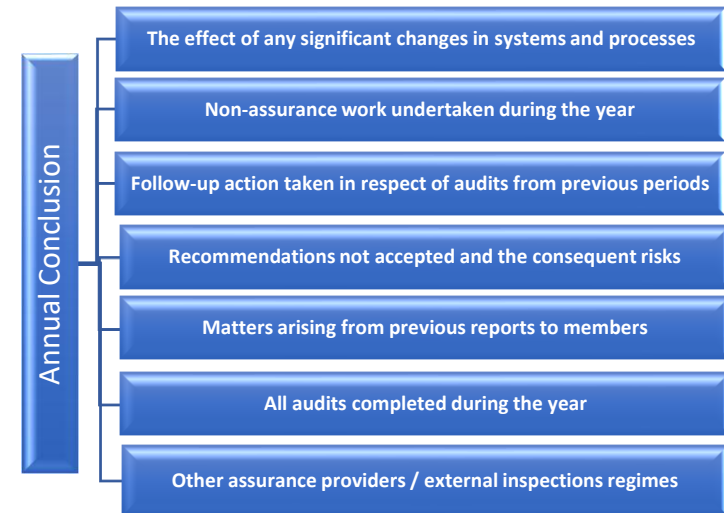 Annual Conclusion
The effect of any significant changes in systems and processes
Non-assurance work undertaken during the year
Follow-up action taken in respect of audits from previous periods
Recommendations not accepted and the consequent risks
Matters arising from previous reports to members
All audits completed during the year
Other assurance providers / external inspections regimes